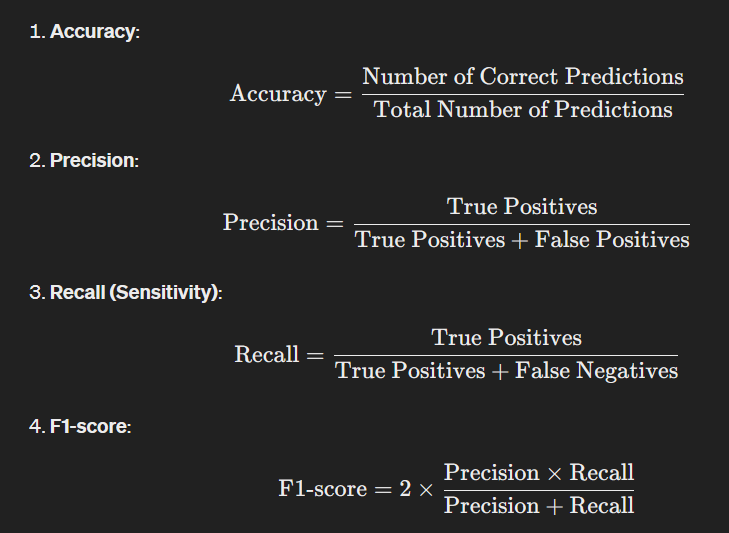 1. Accuracy:
Accuracy = Number of Correct Predictions / Total Number of Predictions
2. Precision:
Precision = True Positives / True Positives + False Positives
3. Recall (Sensitivity):
Recall = True Positives / True Positives + False Negatives
4. F1-score:
F1-score = 2 × Precision × Recall / Precision + Recall